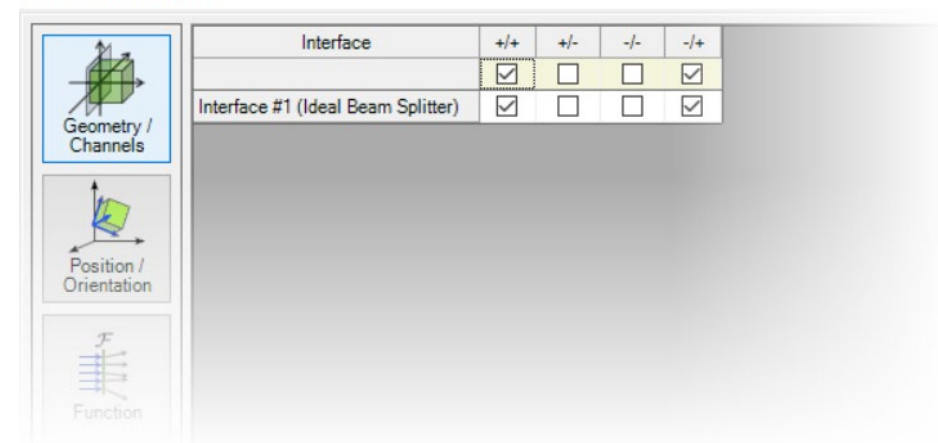 Interface +/+ +/- -/- -/+
Interface #1 (Ideal Beam Splitter)
Geometry /
Channels
Position /
Orientation
F
Function